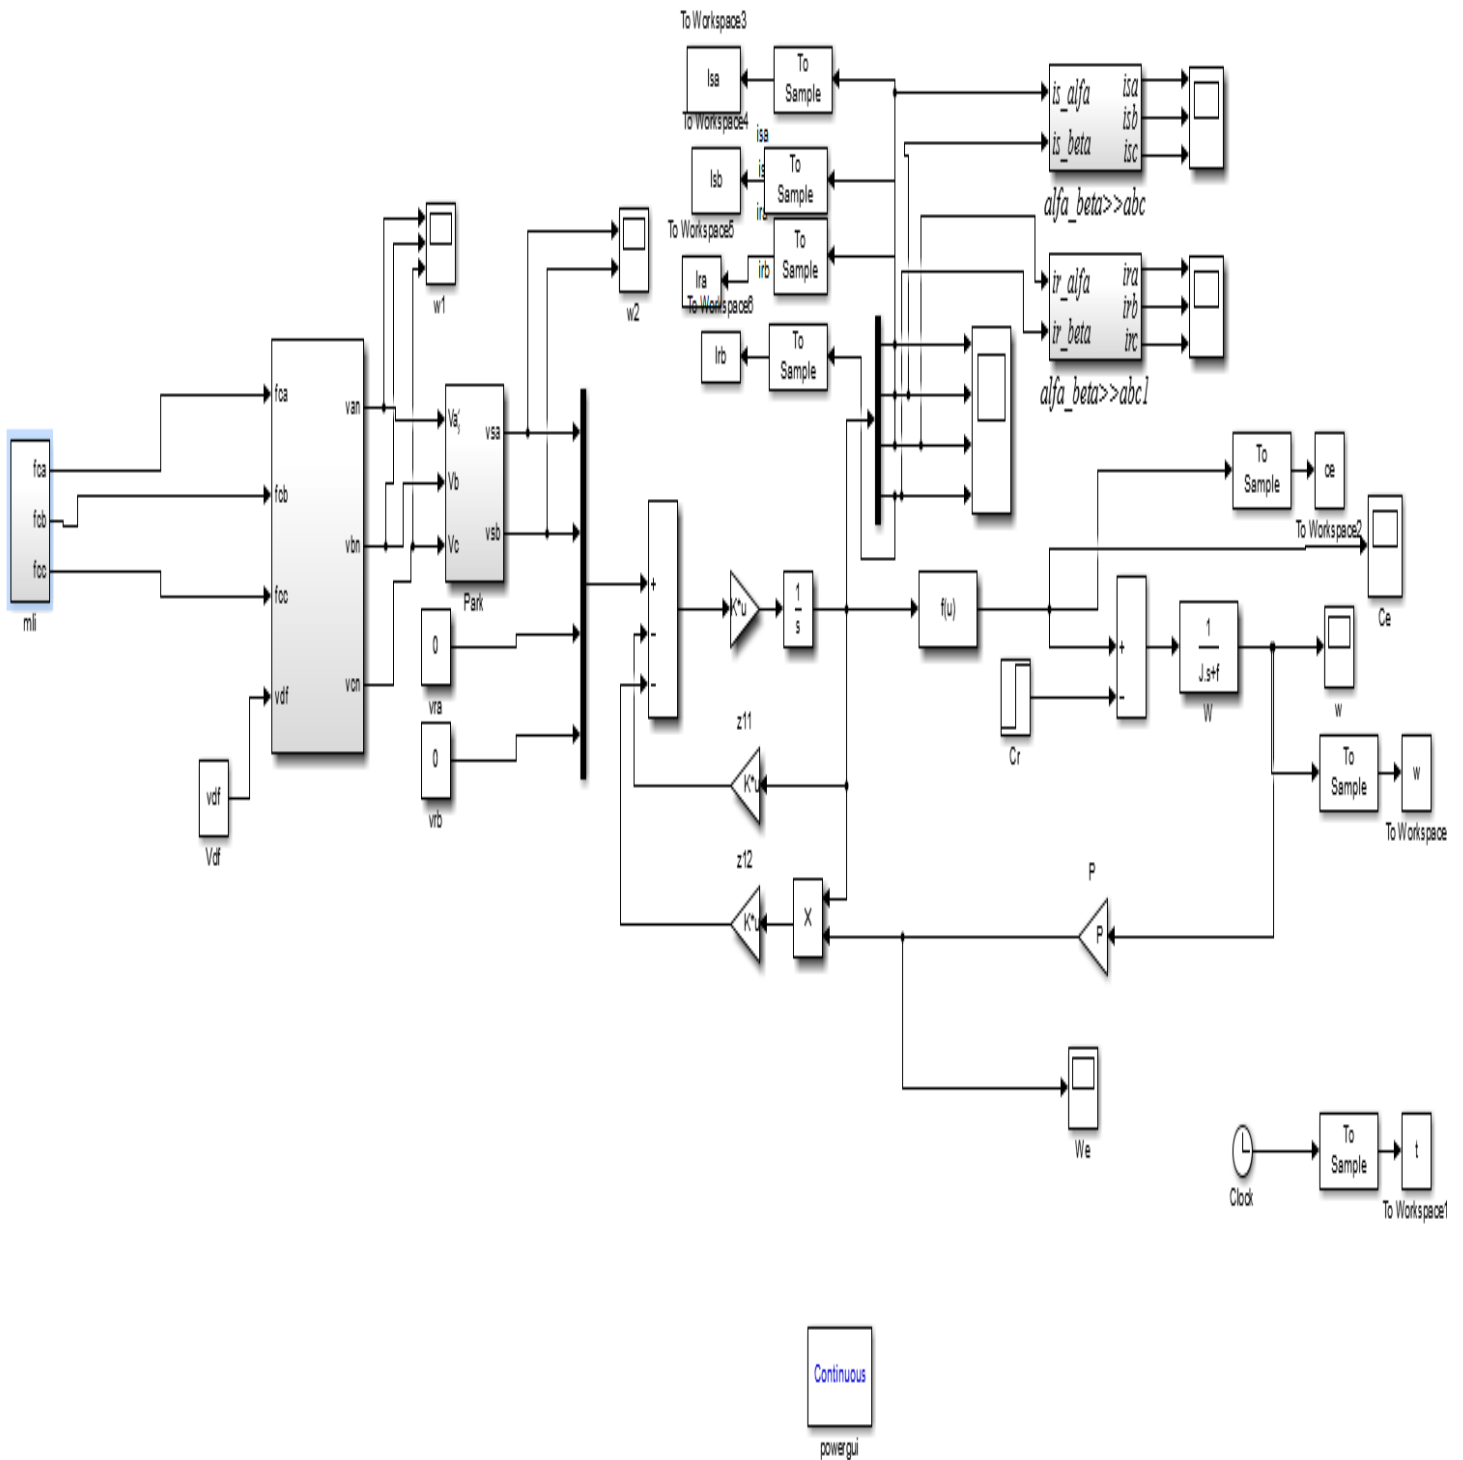 To Workspace3
Isa
To
Sample
is_alfa
is_beta
isa
isb
isc
alfa_beta>>abc
To Workspace4
isa
Isb
To
Sample
To Workspace5
Ira
irb
To
Sample
To Workspace6
Irb
To
Sample
ir_alfa
ir_beta
ira
irb
irc
alfa_beta>>abc1
w1
w2
fca
fcb
fcc
mli
fca
fcb
fcc
vdf
van
vbn
vcn
vdf
Vdf
Vb
Vc
vsa
vsb
Park
0
vra
0
vrb
+
-
-
K*u
1
s
f(u)
z11
K*u
z12
K*u
X
To
Sample
ce
To Workspace2
Ce
Cr
+
-
1
J.s+f
W
w
To
Sample
w
To Workspace
P
P
We
Clock
To
Sample
t
To Workspace1
Continuous
powergui